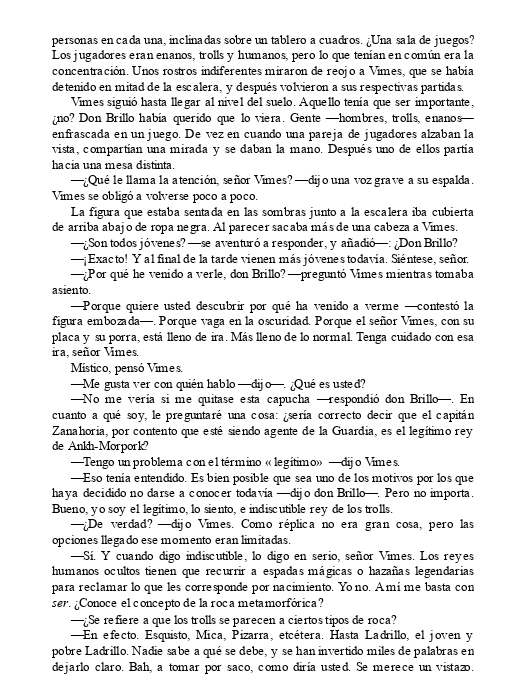 personas en cada una, inclinadas sobre un tablero a cuadros. ¿Una sala de juegos?
Los jugadores eran enanos, trolls y humanos, pero lo que tenían en común era la
concentración. Unos rostros indiferentes miraron de reojo a Vimes, que se había
detenido en mitad de la escalera, y después volvieron a sus respectivas partidas.
Vimes siguió hasta llegar al nivel del suelo. Aquello tenía que ser importante,
¿no? Don Brillo había querido que lo viera. Gente —hombres, trolls, enanos—
enfrascada en un juego. De vez en cuando una pareja de jugadores alzaban la
vista, compartían una mirada y se daban la mano. Después uno de ellos partía
hacia una mesa distinta.
—¿Qué le llama la atención, señor Vimes? —dijo una voz grave a su espalda.
Vimes se obligó a volverse poco a poco.
La figura que estaba sentada en las sombras junto a la escalera iba cubierta
de arriba abajo de ropa negra. Al parecer sacaba más de una cabeza a Vimes.
—¿Son todos jóvenes? —se aventuró a responder, y añadió—: ¿Don Brillo?
—¡Exacto! Y al final de la tarde vienen más jóvenes todavía. Siéntese, señor.
—¿Por qué he venido a verle, don Brillo? —preguntó Vimes mientras tomaba
asiento.
—Porque quiere usted descubrir por qué ha venido a verme —contestó la
figura embozada—. Porque vaga en la oscuridad. Porque el señor Vimes, con su
placa y su porra, está lleno de ira. Más lleno de lo normal. Tenga cuidado con esa
ira, señor Vimes.
Místico, pensó Vimes.
—Me gusta ver con quién hablo —dijo—. ¿Qué es usted?
—No me vería si me quitase esta capucha —respondió don Brillo—. En
cuanto a qué soy, le preguntaré una cosa: ¿sería correcto decir que el capitán
Zanahoria, por contento que esté siendo agente de la Guardia, es el legítimo rey
de Ankh-Morpork?
—Tengo un problema con el término «legítimo» —dijo Vimes.
—Eso tenía entendido. Es bien posible que sea uno de los motivos por los que
haya decidido no darse a conocer todavía —dijo don Brillo—. Pero no importa.
Bueno, yo soy el legítimo, lo siento, e indiscutible rey de los trolls.
—¿De verdad? —dijo Vimes. Como réplica no era gran cosa, pero las
opciones llegado ese momento eran limitadas.
—Sí. Y cuando digo indiscutible, lo digo en serio, señor Vimes. Los reyes
humanos ocultos tienen que recurrir a espadas mágicas o hazañas legendarias
para reclamar lo que les corresponde por nacimiento. Yo no. A mí me basta con
ser. ¿Conoce el concepto de la roca metamorfórica?
—¿Se refiere a que los trolls se parecen a ciertos tipos de roca?
—En efecto. Esquisto, Mica, Pizarra, etcétera. Hasta Ladrillo, el joven y
pobre Ladrillo. Nadie sabe a qué se debe, y se han invertido miles de palabras en
dejarlo claro. Bah, a tomar por saco, como diría usted. Se merece un vistazo.